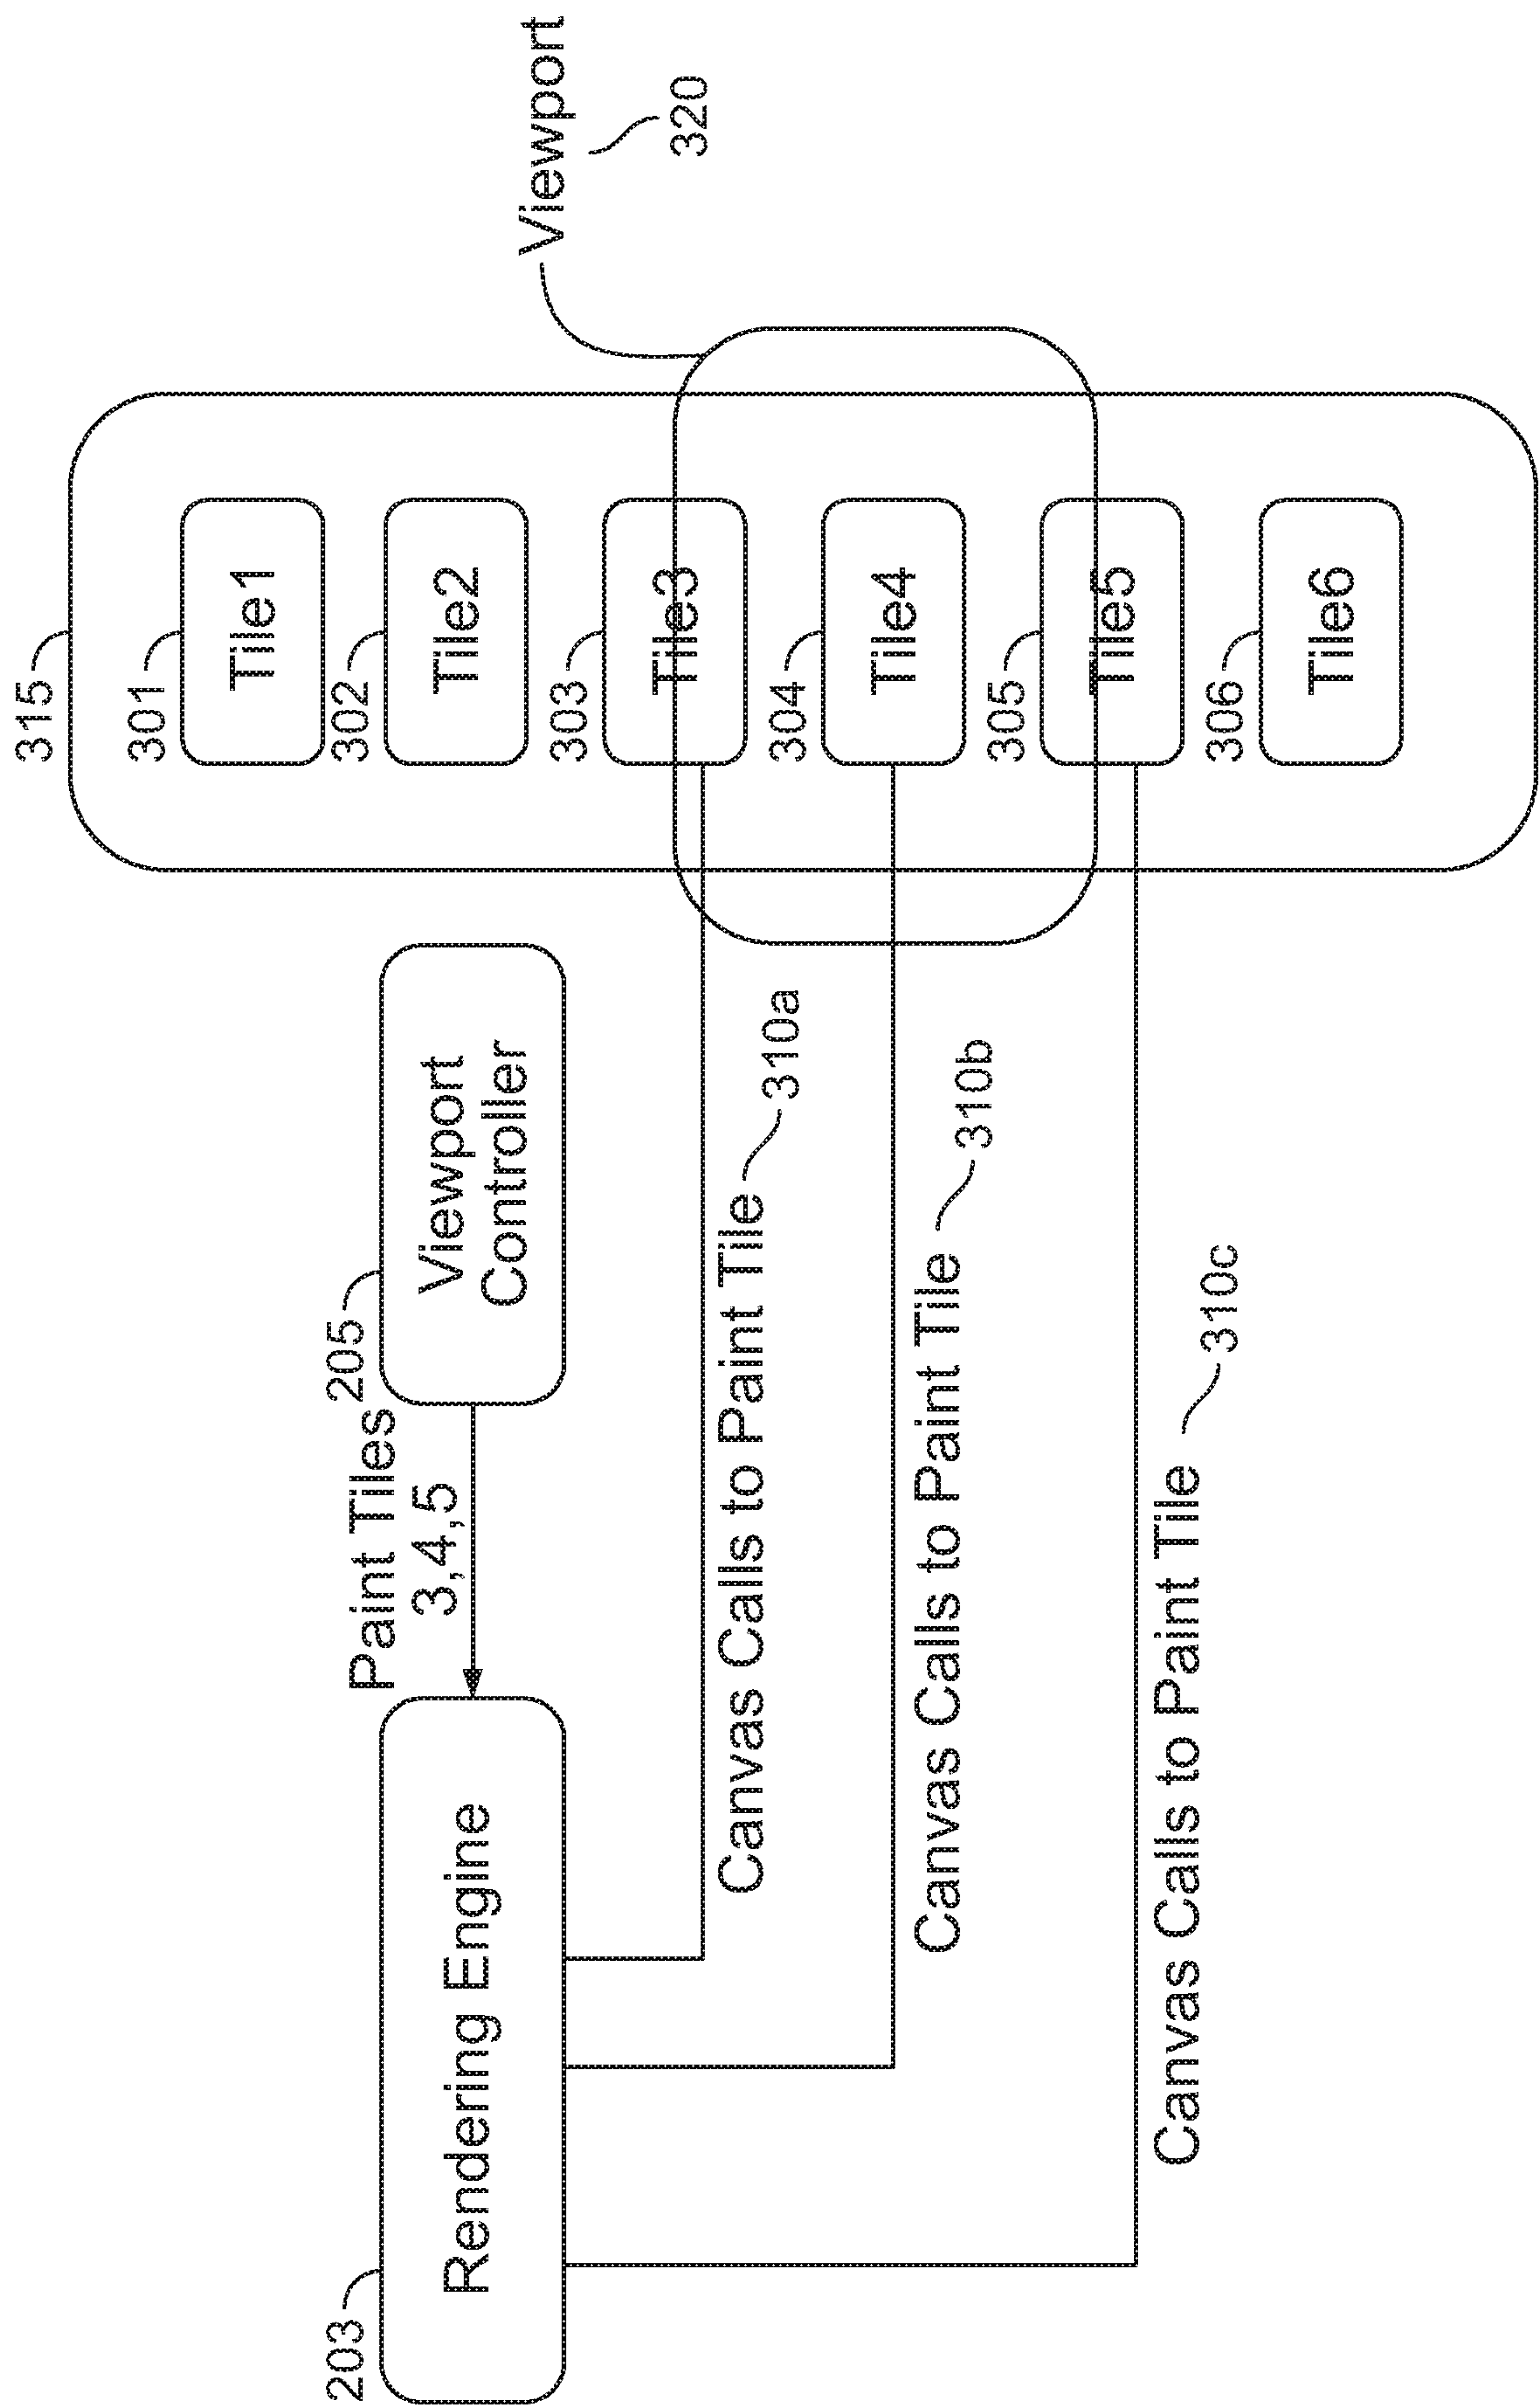 203
Rendering Engine
Paint Tiles
3,4,5
205
Viewport
Controller
Canvas Calls to Paint Tile
310a
Canvas Calls to Paint Tile
310b
Canvas Calls to Paint Tile
310c
315
301
Tile1
302
Tile2
303
Tile3
304
Tile4
305
Tile5
306
Tile6
Viewport
320